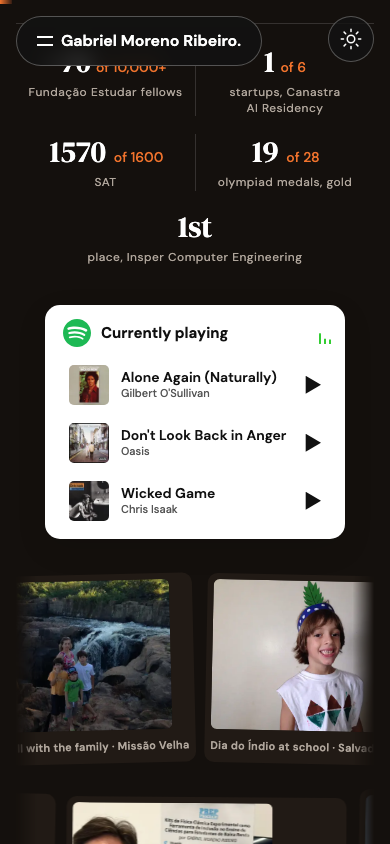 Gabriel Moreno Ribeiro.
70 of 10,000+
Fundação Estudar fellows
1 of 6
startups, Canastra
AI Residency
1570 of 1600
SAT
19 of 28
olympiad medals, gold
1st
place, Insper Computer Engineering
Currently playing
Alone Again (Naturally)
Gilbert O'Sullivan
Don't Look Back in Anger
Oasis
Wicked Game
Chris Isaak
with the family · Missão Velha
Dia do Índio at school ·